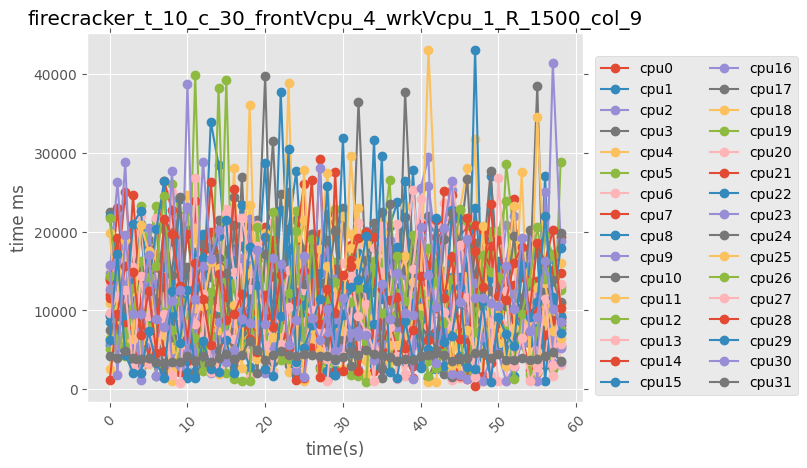 firecracker_t_10_c_30_frontVcpu_4_wrkVcpu_1_R_1500_col_9
time ms
40000
30000
20000
10000
0
0
10
20
30
40
50
60
time(s)
cpu0
cpu1
cpu2
cpu3
cpu4
cpu5
cpu6
cpu7
cpu8
cpu9
cpu10
cpu11
cpu12
cpu13
cpu14
cpu15
cpu16
cpu17
cpu18
cpu19
cpu20
cpu21
cpu22
cpu23
cpu24
cpu25
cpu26
cpu27
cpu28
cpu29
cpu30
cpu31